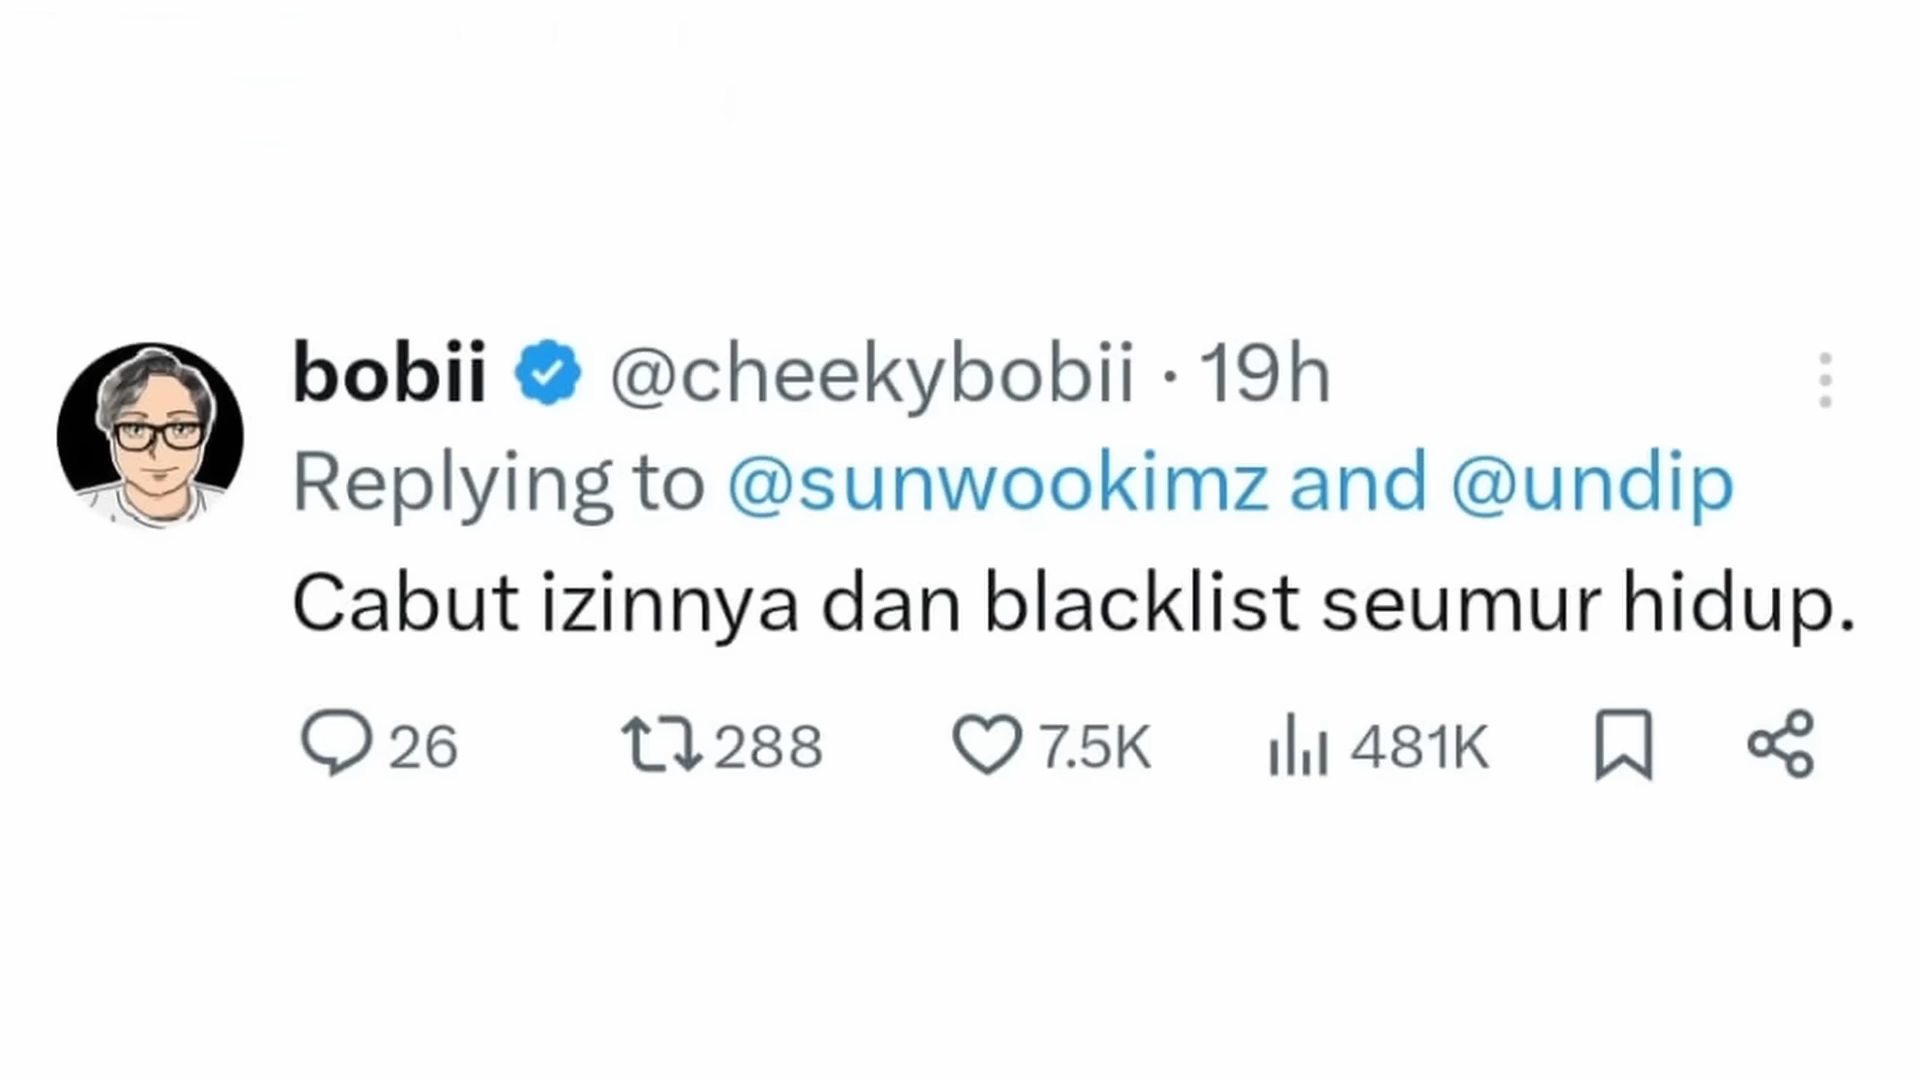 bobii @cheekybobii · 19h
Replying to @sunwookimz and @undip
Cabut izinnya dan blacklist seumur hidup.
26 288 7.5K 481K